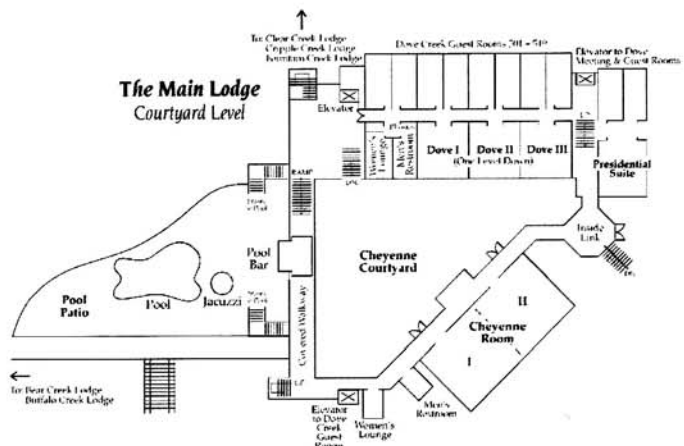 To: Clear Creek Lodge
Cripple Creek Lodge
Fountain Creek Lodge
Dove Creek Guest Rooms 501 - 519
Elevator to Dove
Meeting & Guest Rooms
The Main Lodge
Courtyard Level
Elevator
Women's
Lounge
Men's
Restroom
Dove I
Dove II
Dove III
(One Level Down)
Presidential
Suite
RAMP
Inside
Link
Cheyenne
Courtyard
Pool
Bar
Pool
Patio
Pool
Jacuzzi
Covered Walkway
II
Cheyenne
Room
I
To: Bear Creek Lodge
Buffalo Creek Lodge
Elevator
to Dove
Creek
Guest
Women's
Lounge
Men's
Restroom